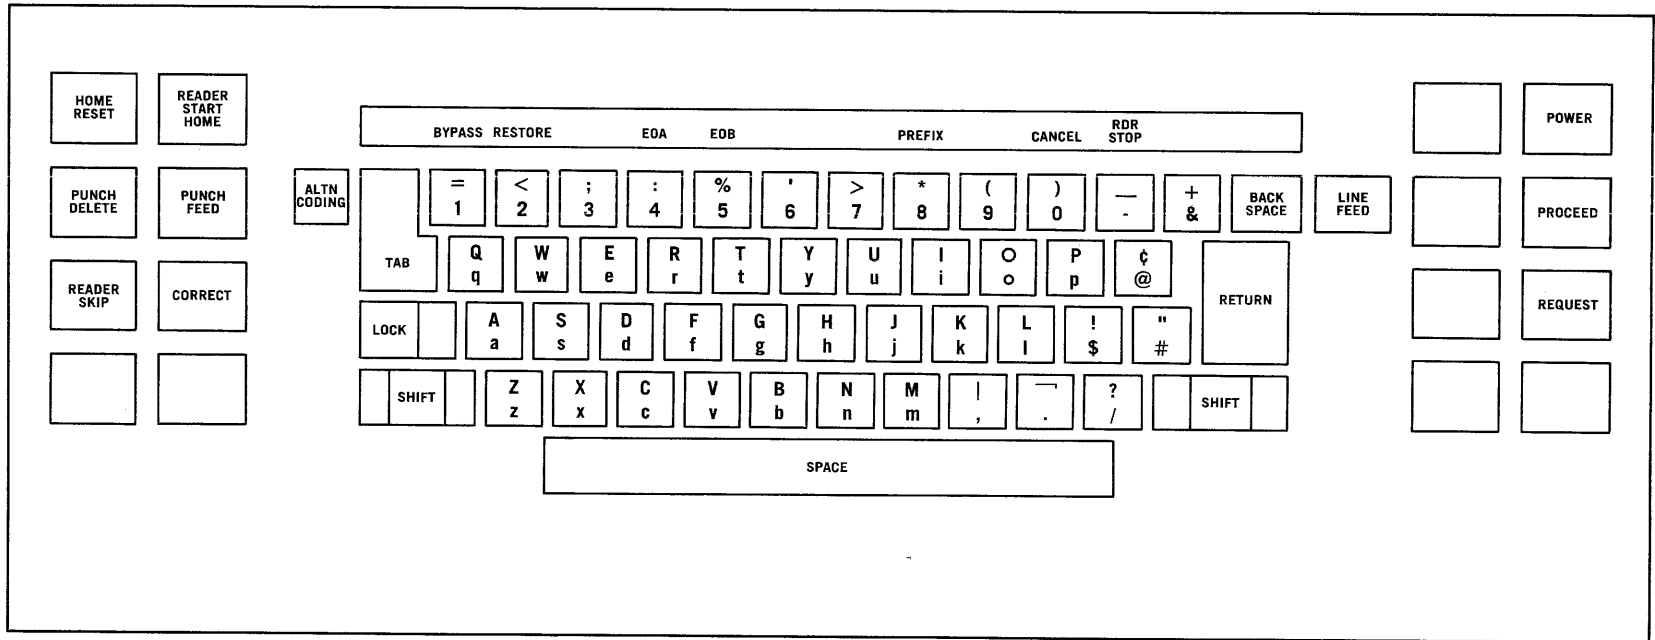 HOME
RESET
READER
START
HOME
PUNCH
DELETE
PUNCH
FEED
READER
SKIP
CORRECT
BYPASS RESTORE EOA EOB PREFIX CANCEL RDR
STOP
ALTN
CODING
= < ; : % ' > * ( ) — +
1 2 3 4 5 6 7 8 9 0 - &
BACK
SPACE
LINE
FEED
TAB
Q W E R T Y U I O P ¢
q w e r t y u i o p @
RETURN
LOCK
A S D F G H J K L ! "
a s d f g h j k l $ #
SHIFT
Z X C V B N M | ¬ ?
z x c v b n m , . /
SHIFT
SPACE
POWER
PROCEED
REQUEST